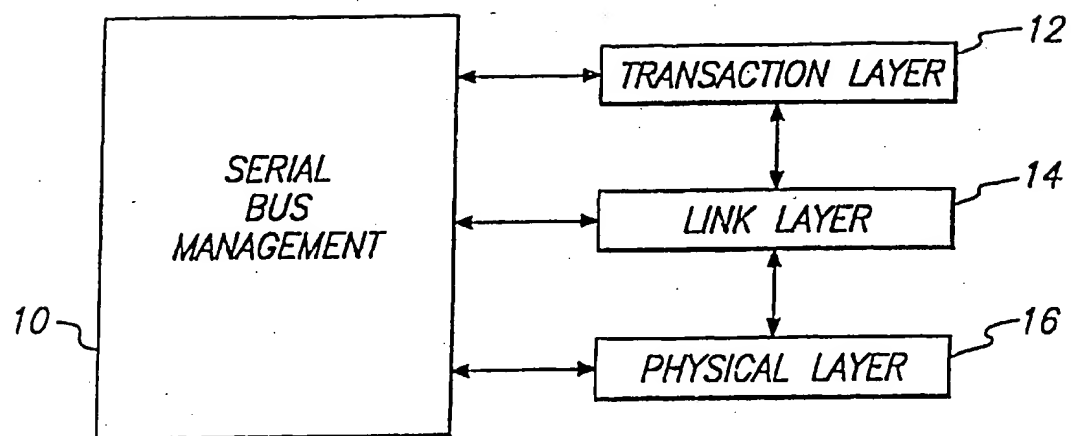 12
TRANSACTION LAYER
SERIAL
BUS
MANAGEMENT
14
LINK LAYER
10
16
PHYSICAL LAYER